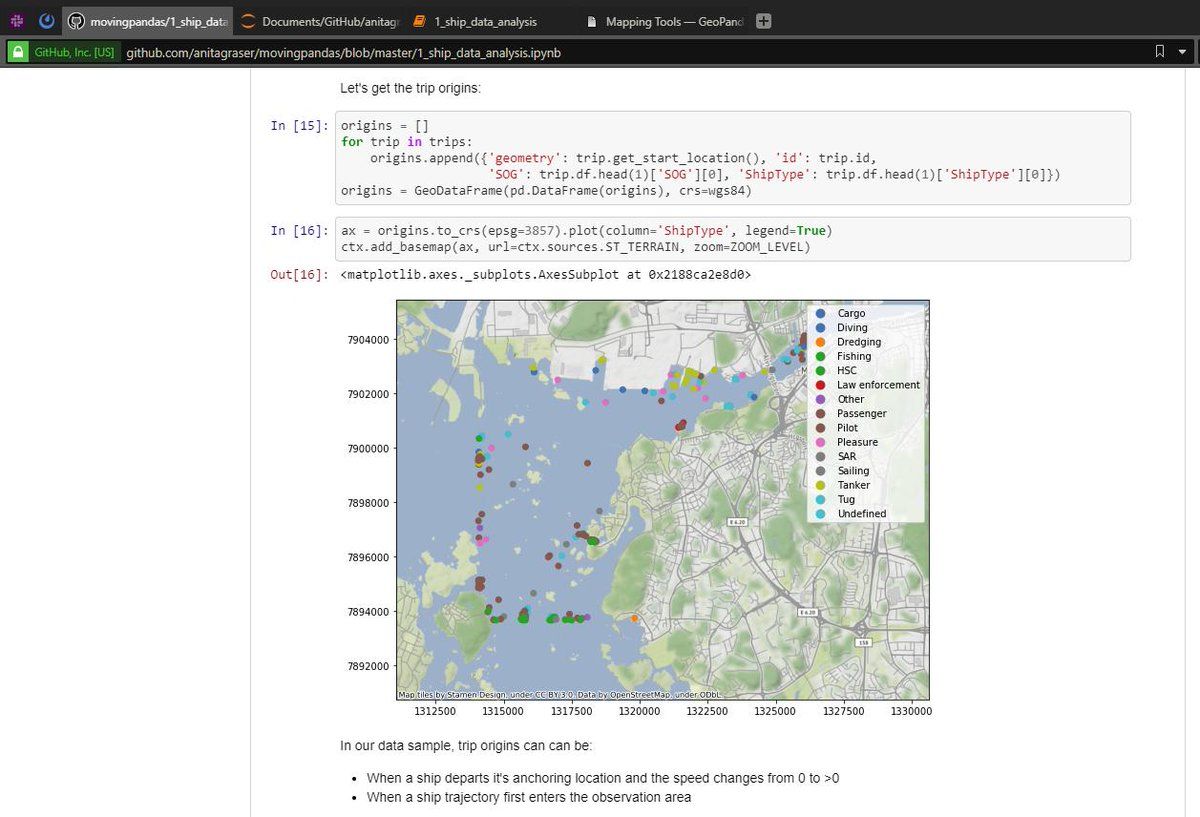 movingpandas/1_ship_data
Documents/GitHub/anitagr
1_ship_data_analysis
Mapping Tools — GeoPand
GitHub, Inc. [US]
github.com/anitagraser/movingpandas/blob/master/1_ship_data_analysis.ipynb
Let's get the trip origins:
In [15]:
origins = []
for trip in trips:
    origins.append({'geometry': trip.get_start_location(), 'id': trip.id,
                    'SOG': trip.df.head(1)['SOG'][0], 'ShipType': trip.df.head(1)['ShipType'][0]})
origins = GeoDataFrame(pd.DataFrame(origins), crs=wgs84)
In [16]:
ax = origins.to_crs(epsg=3857).plot(column='ShipType', legend=True)
ctx.add_basemap(ax, url=ctx.sources.ST_TERRAIN, zoom=ZOOM_LEVEL)
Out[16]:
<matplotlib.axes._subplots.AxesSubplot at 0x2188ca2e8d0>
7904000
7902000
7900000
7898000
7896000
7894000
7892000
Cargo
Diving
Dredging
Fishing
HSC
Law enforcement
Other
Passenger
Pilot
Pleasure
SAR
Sailing
Tanker
Tug
Undefined
E 6.20
E 6.20
158
Map tiles by Stamen Design, under CC BY 3.0. Data by OpenStreetMap, under ODbL.
1312500 1315000 1317500 1320000 1322500 1325000 1327500 1330000
In our data sample, trip origins can can be:
• When a ship departs it's anchoring location and the speed changes from 0 to >0
• When a ship trajectory first enters the observation area